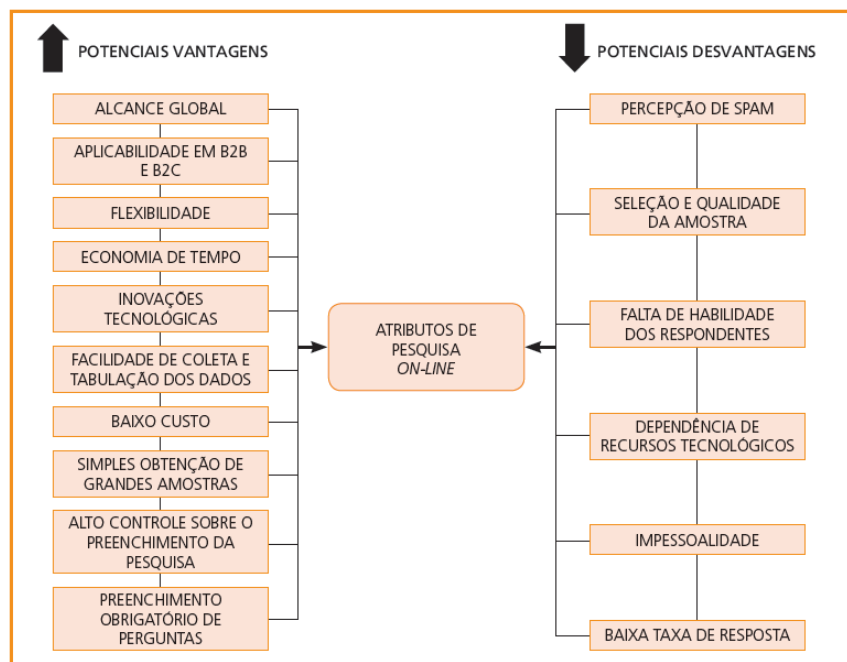 POTENCIAIS VANTAGENS
ALCANCE GLOBAL
APLICABILIDADE EM B2B
E B2C
FLEXIBILIDADE
ECONOMIA DE TEMPO
INOVAÇÕES
TECNOLÓGICAS
FACILIDADE DE COLETA E
TABULAÇÃO DOS DADOS
BAIXO CUSTO
SIMPLES OBTENÇÃO DE
GRANDES AMOSTRAS
ALTO CONTROLE SOBRE O
PREENCHIMENTO DA
PESQUISA
PREENCHIMENTO
OBRIGATÓRIO DE
PERGUNTAS
ATRIBUTOS DE
PESQUISA
ON-LINE
POTENCIAIS DESVANTAGENS
PERCEPÇÃO DE SPAM
SELEÇÃO E QUALIDADE
DA AMOSTRA
FALTA DE HABILIDADE
DOS RESPONDENTES
DEPENDÊNCIA DE
RECURSOS TECNOLÓGICOS
IMPESSOALIDADE
BAIXA TAXA DE RESPOSTA